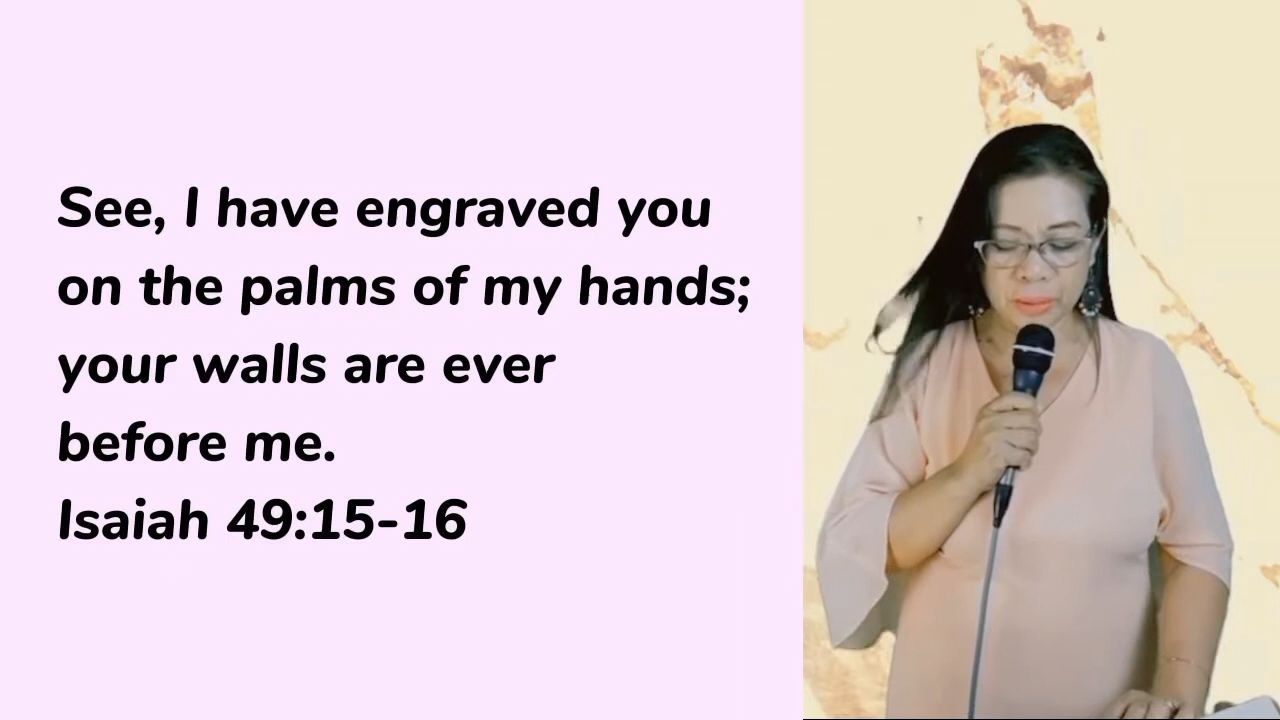 See, I have engraved you
on the palms of my hands;
your walls are ever
before me.
Isaiah 49:15-16